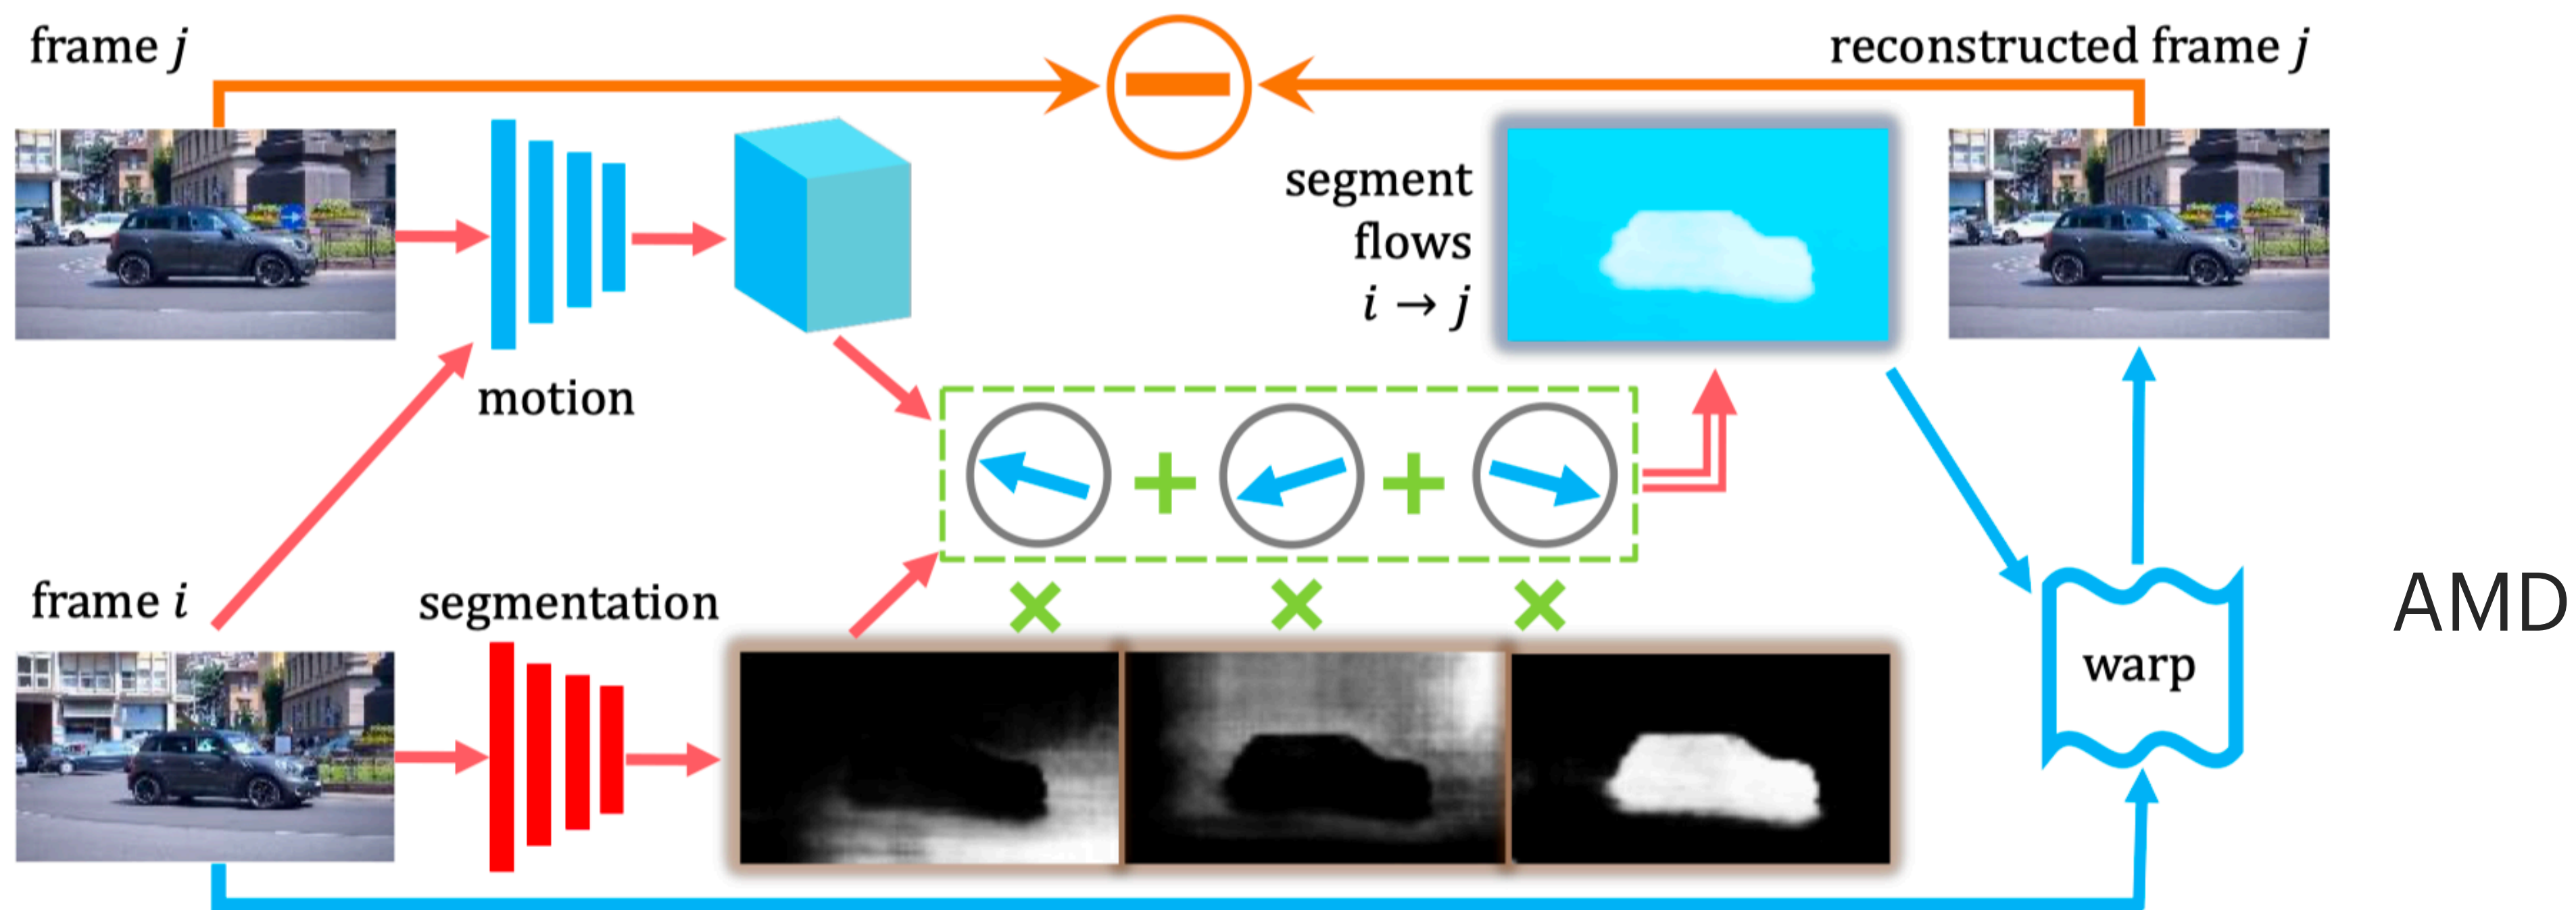 frame j
reconstructed frame j
segment
flows
i → j
motion
frame i
segmentation
warp
AMD